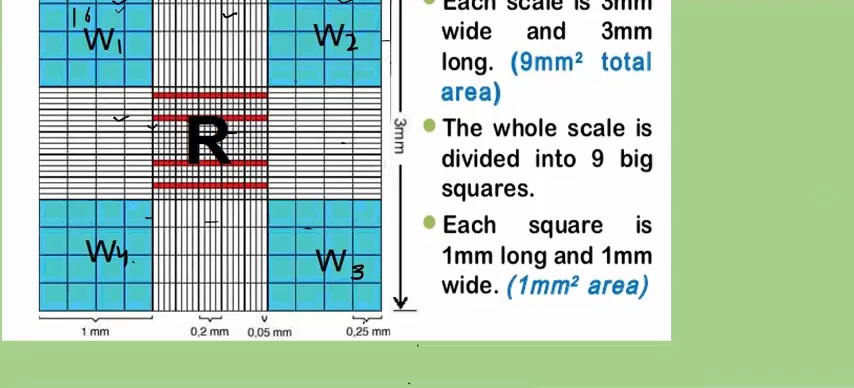 16
W1
W2
R
W4
W3
3mm
1 mm
0,2 mm
0,05 mm
0,25 mm
Each scale is 3mm
wide and 3mm
long. (9mm² total
area)
The whole scale is
divided into 9 big
squares.
Each square is
1mm long and 1mm
wide. (1mm² area)